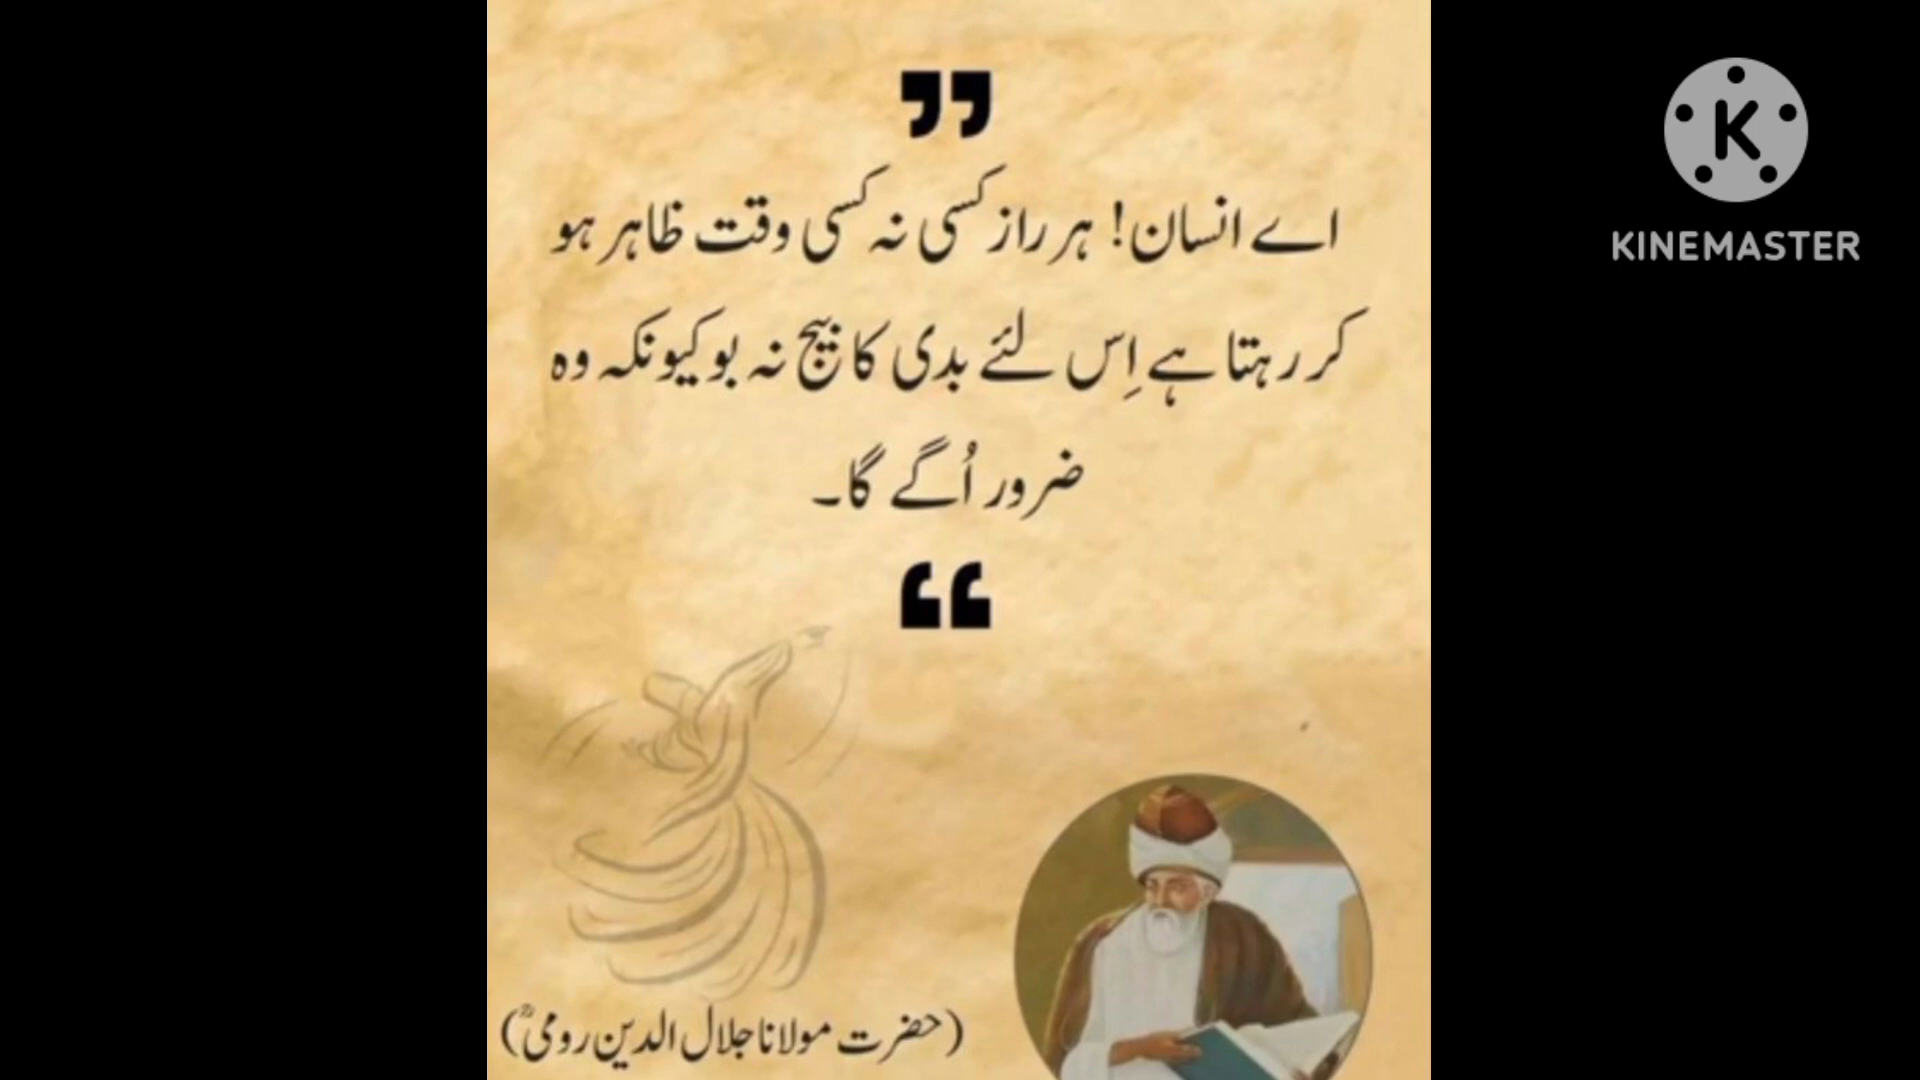 ”
اے انسان! ہر راز کسی نہ کسی وقت ظاہر ہو
کر رہتا ہے اِس لئے بدی کا بیج نہ بو کیونکہ وہ
ضرور اُگے گا۔
“
(حضرت مولانا جلال الدین رومیؒ)
K
KINEMASTER